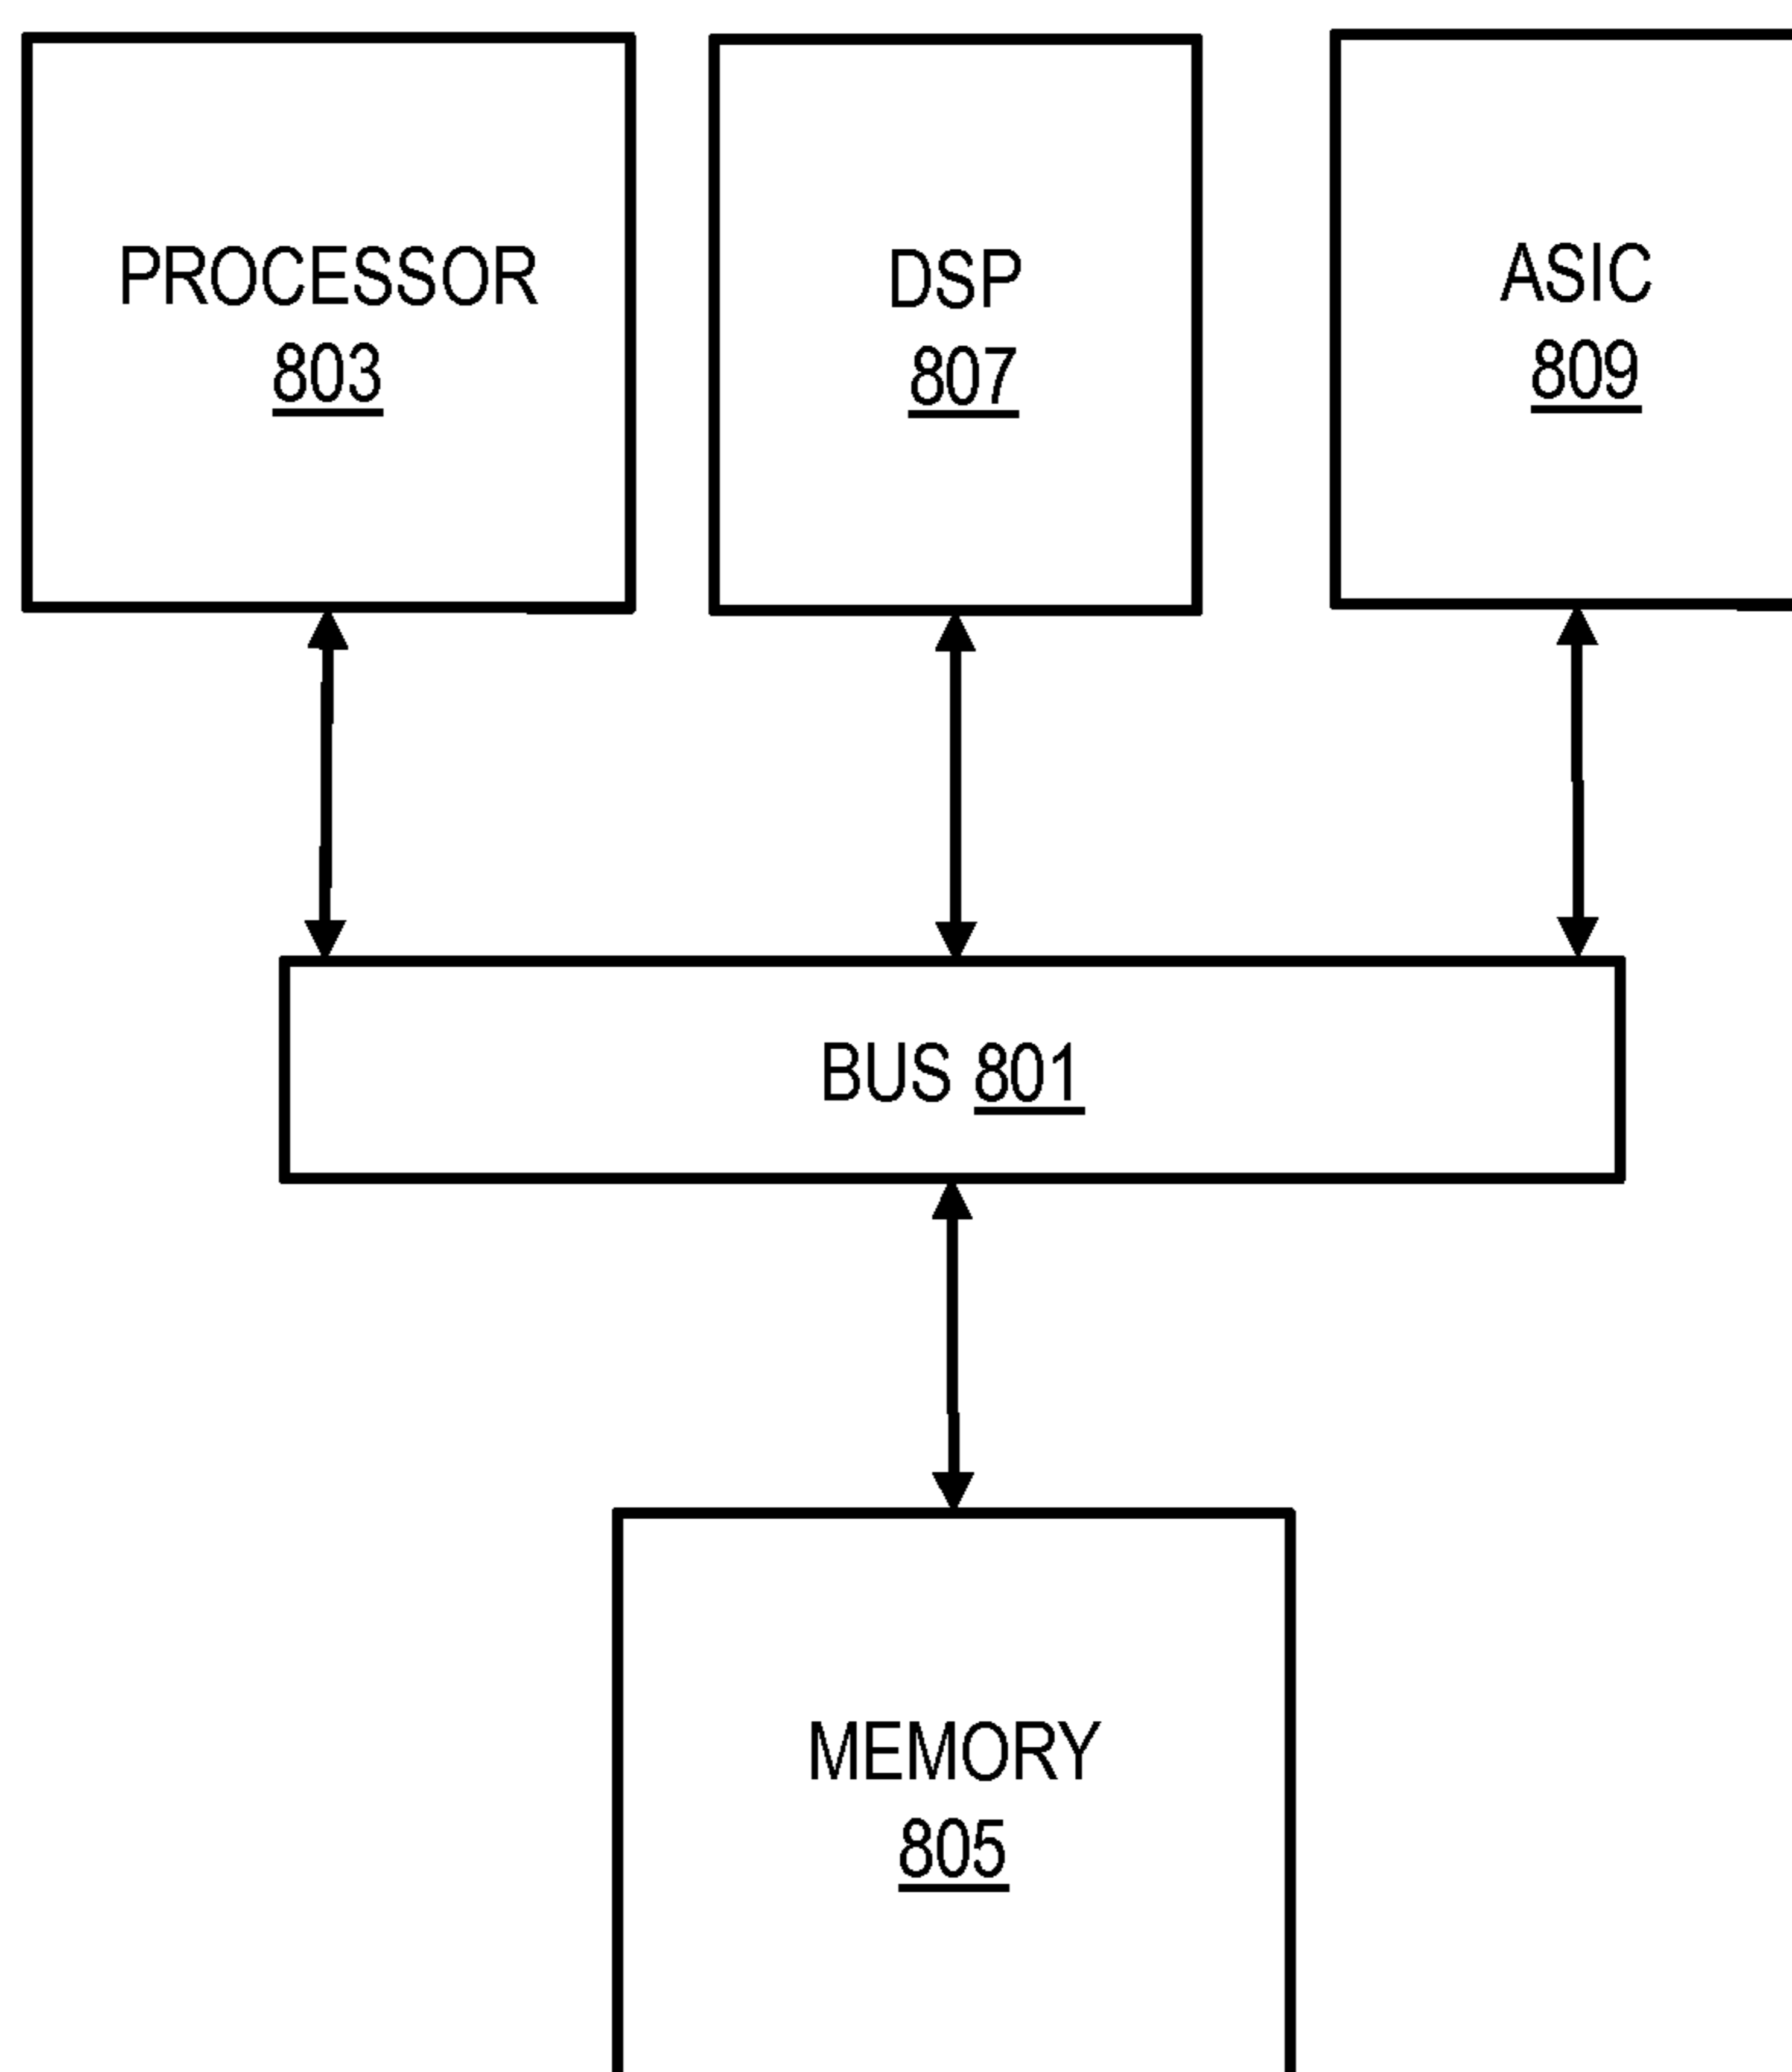 PROCESSOR
803
DSP
807
ASIC
809
BUS 801
MEMORY
805